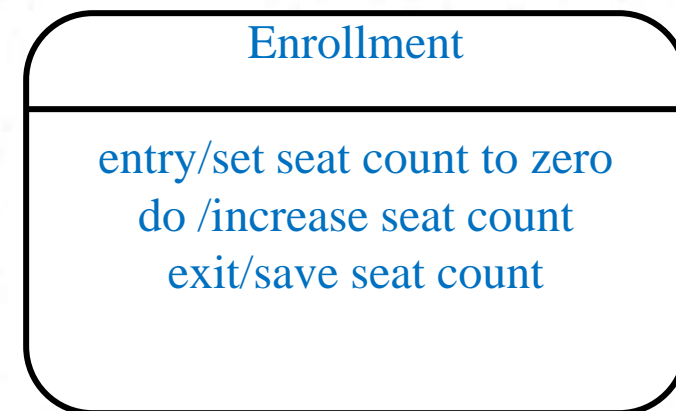 Enrollment
entry/set seat count to zero
do /increase seat count
exit/save seat count